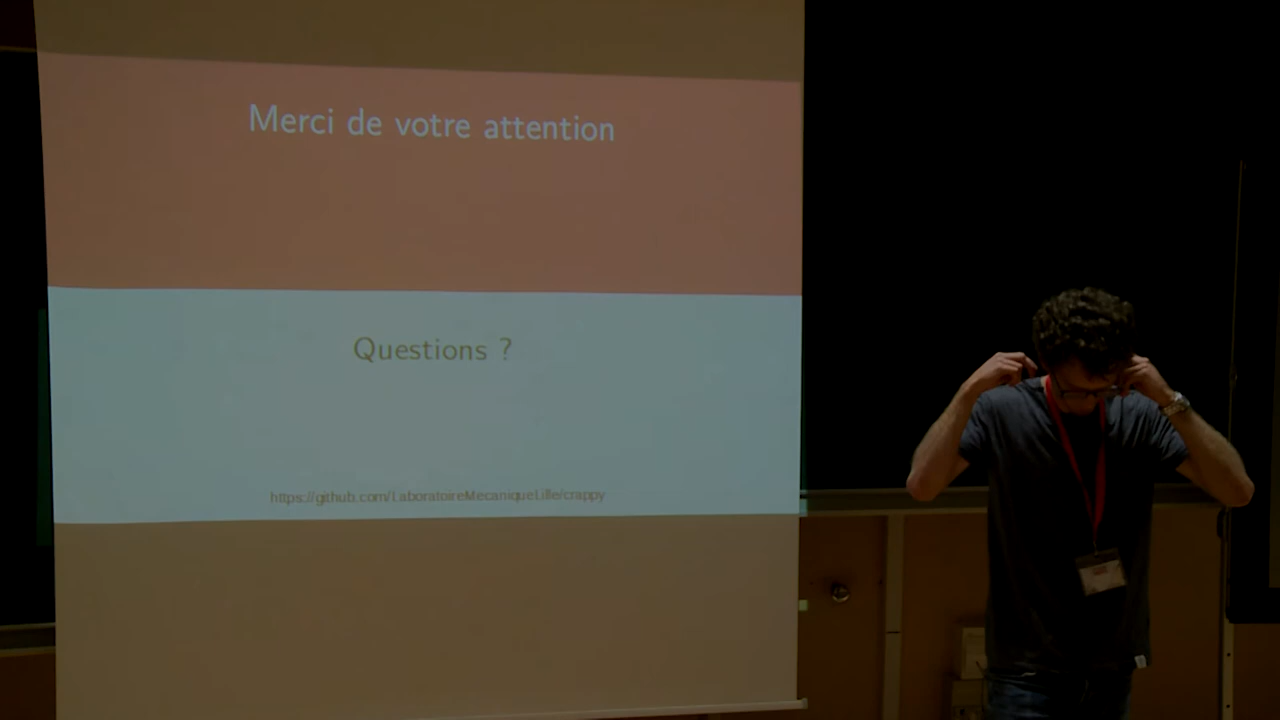 Merci de votre attention
Questions ?
https://github.com/LaboratoireMecaniqueLille/crappy